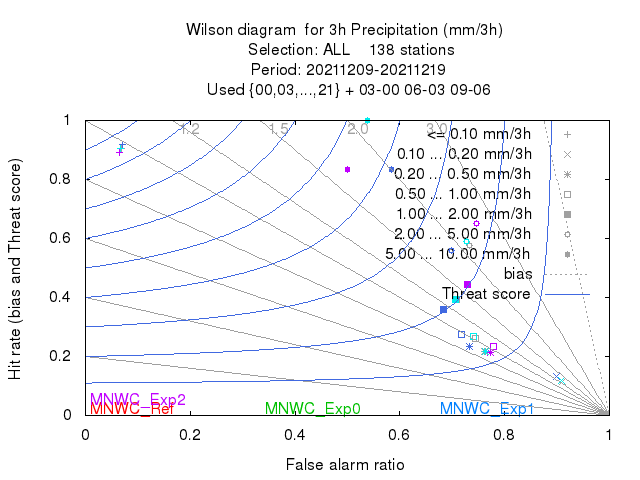 Wilson diagram  for 3h Precipitation (mm/3h)
Selection: ALL    138 stations
Period: 20211209-20211219
Used {00,03,...,21} + 03-00 06-03 09-06
1.2 1.5 2.0 3.0
<= 0.10 mm/3h
0.10 ... 0.20 mm/3h
0.20 ... 0.50 mm/3h
0.50 ... 1.00 mm/3h
1.00 ... 2.00 mm/3h
2.00 ... 5.00 mm/3h
5.00 ... 10.00 mm/3h
bias
Threat score
1
0.8
0.6
0.4
0.2
0
Hit rate (bias and Threat score)
MNWC_Exp2
MNWC_Ref MNWC_Exp0 MNWC_Exp1
0 0.2 0.4 0.6 0.8 1
False alarm ratio